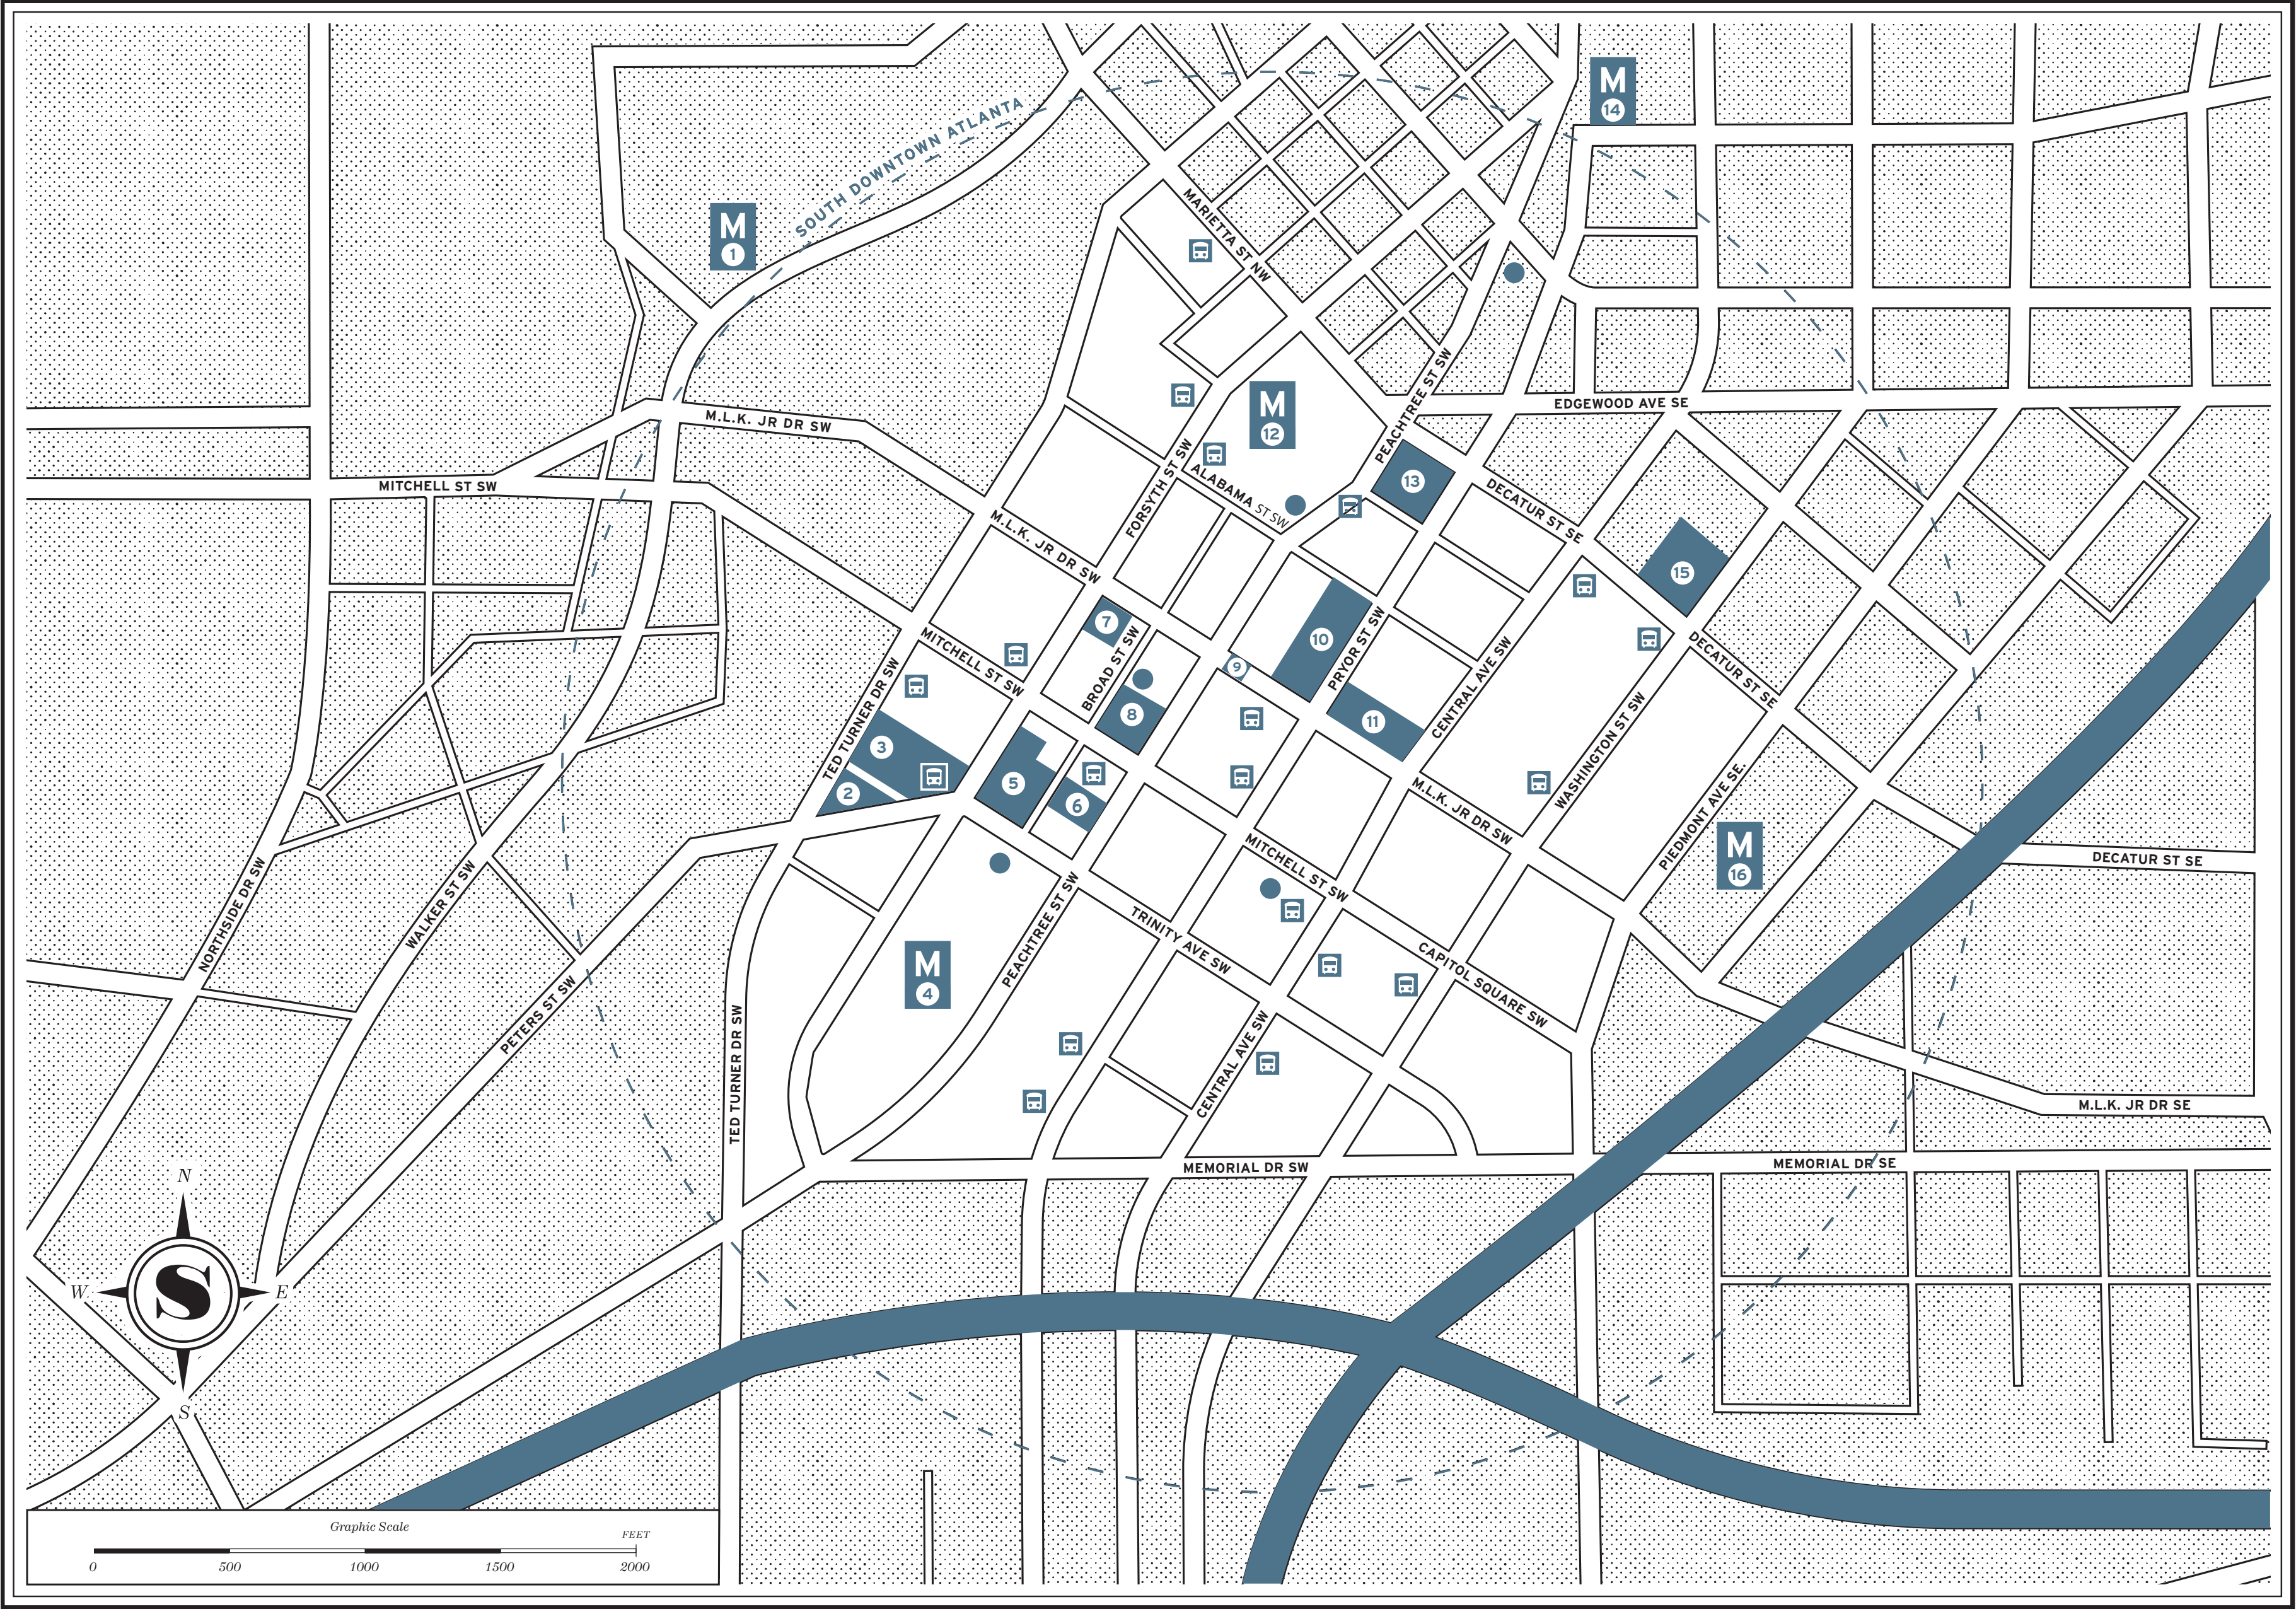 M
14
SOUTH DOWNTOWN ATLANTA
M
1
MARIETTA ST NW
PEACHTREE ST SW
EDGEWOOD AVE SE
M
12
M.L.K. JR DR SW
FORSYTH ST SW
ALABAMA ST SW
13
MITCHELL ST SW
DECATUR ST SE
M.L.K. JR DR SW
15
7
10
9
BROAD ST SW
PRYOR ST SW
CENTRAL AVE SW
MITCHELL ST SW
DECATUR ST SE
TED TURNER DR SW
8
11
WASHINGTON ST SW
3
2
5
6
M.L.K. JR DR SW
PIEDMONT AVE SE.
M
16
DECATUR ST SE
MITCHELL ST SW
NORTHSIDE DR SW
WALKER ST SW
PEACHTREE ST SW
TRINITY AVE SW
CAPITOL SQUARE SW
M
4
PETERS ST SW
TED TURNER DR SW
CENTRAL AVE SW
M.L.K. JR DR SE
MEMORIAL DR SW
MEMORIAL DR SE
N
W
S
E
S
Graphic Scale
FEET
0 500 1000 1500 2000